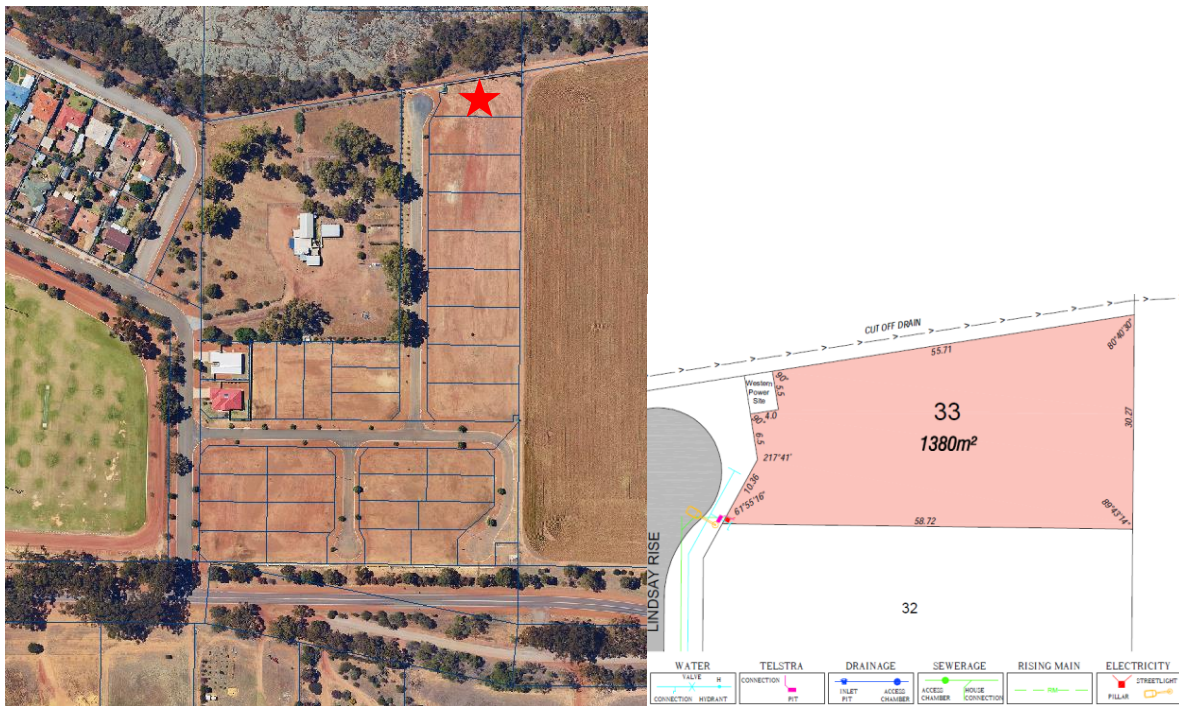 CUT OFF DRAIN
55.71
80°40'30"
Western
Power
Site
90°
5.5
4.0
90°
6.5
33
1380m²
30.27
217°41'
10.36
61°55'16"
89°43'14"
58.72
LINDSAY RISE
32
WATER
VALVE
H
CONNECTION
HYDRANT
TELSTRA
CONNECTION
PIT
DRAINAGE
INLET
PIT
ACCESS
CHAMBER
SEWERAGE
ACCESS
CHAMBER
HOUSE
CONNECTION
RISING MAIN
RM
ELECTRICITY
STREETLIGHT
PILLAR